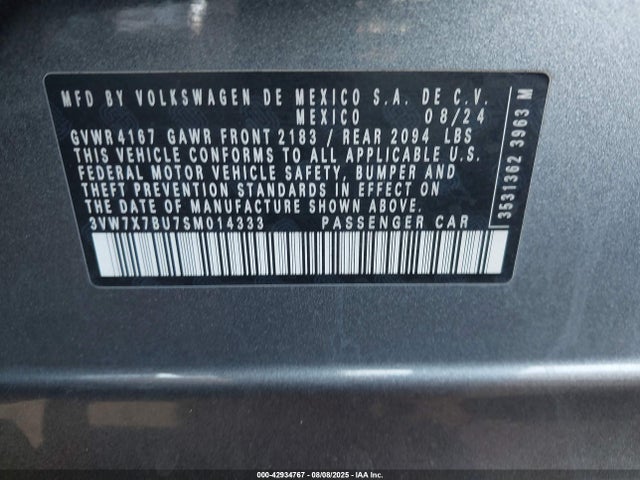 MFD BY VOLKSWAGEN DE MEXICO S.A. DE C.V.
MEXICO 08/24
GVWR 4167 GAWR FRONT 2183 / REAR 2094 LBS
THIS VEHICLE CONFORMS TO ALL APPLICABLE U.S.
FEDERAL MOTOR VEHICLE SAFETY, BUMPER AND
THEFT PREVENTION STANDARDS IN EFFECT ON
THE DATE OF MANUFACTURE SHOWN ABOVE.
3VW7X7BU7SM014333 PASSENGER CAR
3531362 3963 M
000-42934767 - 08/08/2025 - IAA Inc.